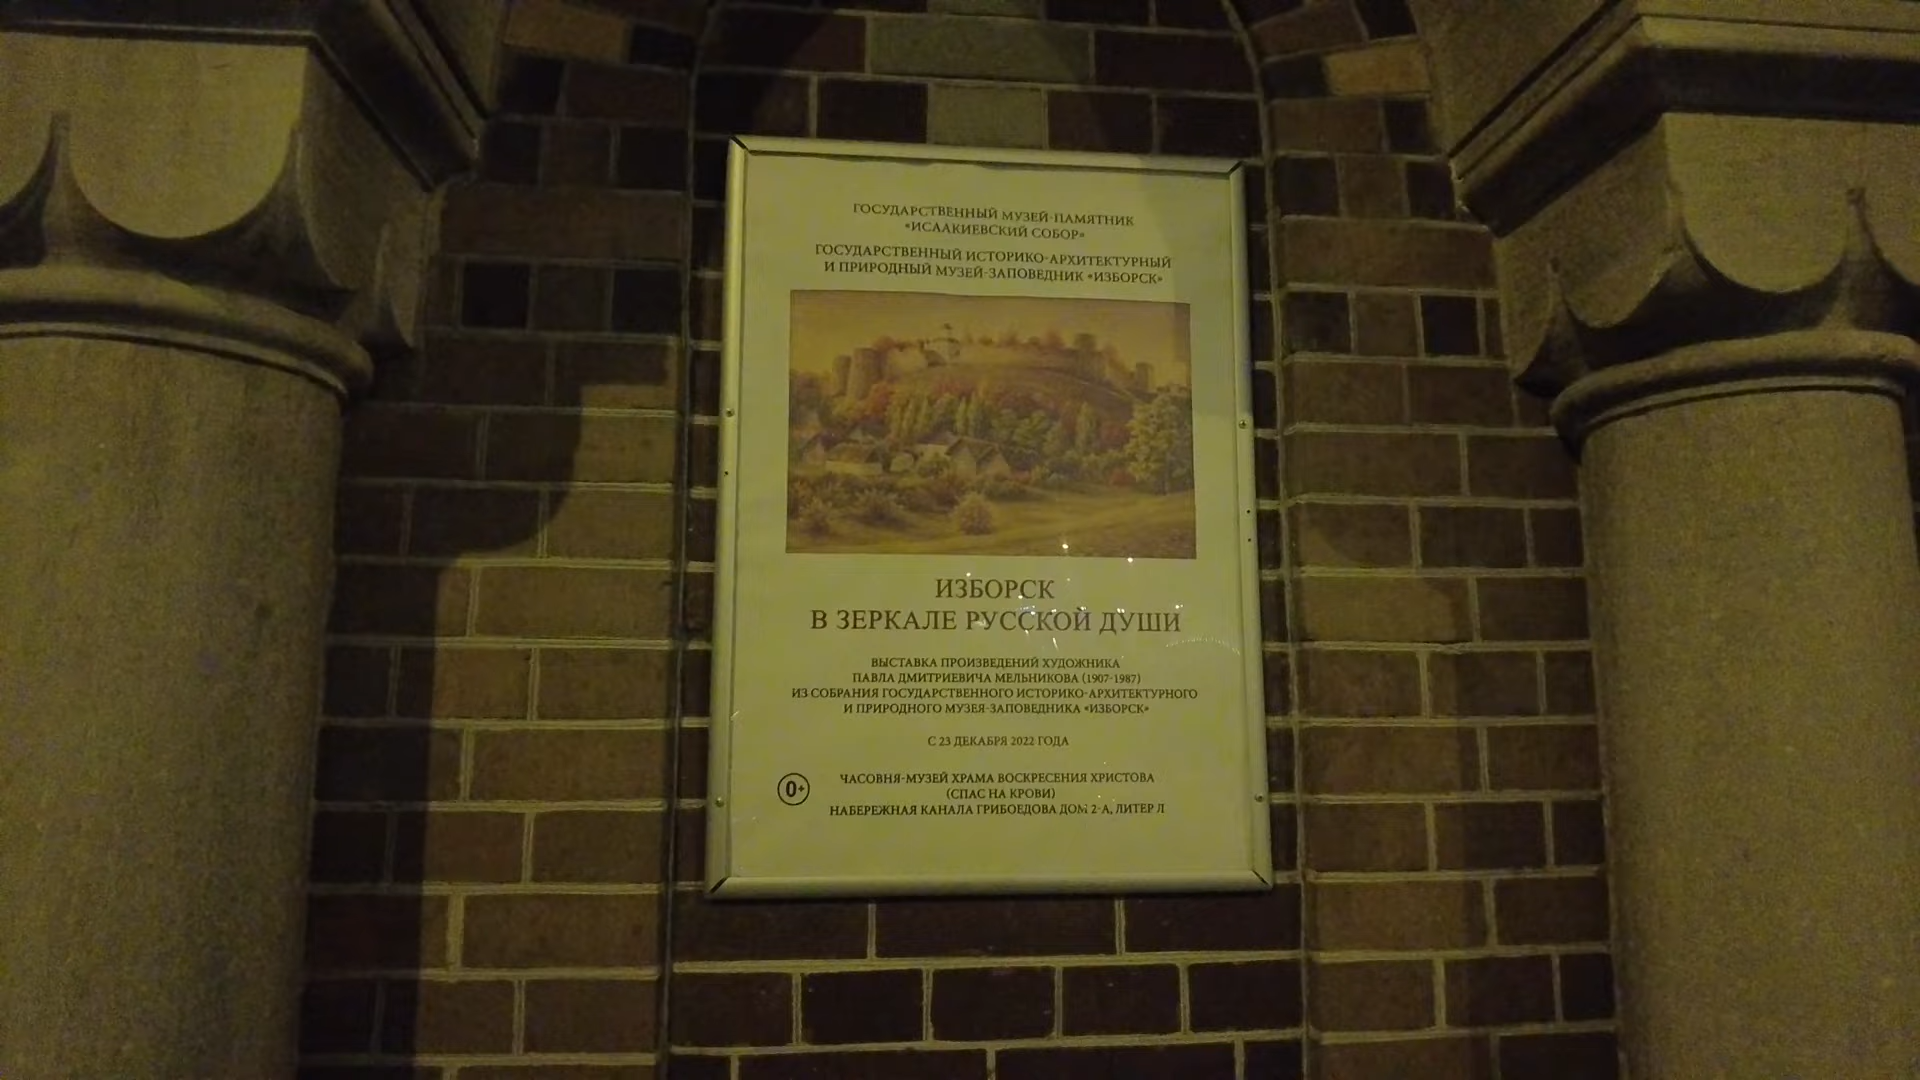 ГОСУДАРСТВЕННЫЙ МУЗЕЙ-ПАМЯТНИК
«ИСААКИЕВСКИЙ СОБОР»
ГОСУДАРСТВЕННЫЙ ИСТОРИКО-АРХИТЕКТУРНЫЙ
И ПРИРОДНЫЙ МУЗЕЙ-ЗАПОВЕДНИК «ИЗБОРСК»
ИЗБОРСК
В ЗЕРКАЛЕ РУССКОЙ ДУШИ
ВЫСТАВКА ПРОИЗВЕДЕНИЙ ХУДОЖНИКА
ПАВЛА ДМИТРИЕВИЧА МЕЛЬНИКОВА (1907-1987)
ИЗ СОБРАНИЯ ГОСУДАРСТВЕННОГО ИСТОРИКО-АРХИТЕКТУРНОГО
И ПРИРОДНОГО МУЗЕЯ-ЗАПОВЕДНИКА «ИЗБОРСК»
С 23 ДЕКАБРЯ 2022 ГОДА
0+
ЧАСОВНЯ-МУЗЕЙ ХРАМА ВОСКРЕСЕНИЯ ХРИСТОВА
(СПАС НА КРОВИ)
НАБЕРЕЖНАЯ КАНАЛА ГРИБОЕДОВА ДОМ 2-А, ЛИТЕР Л